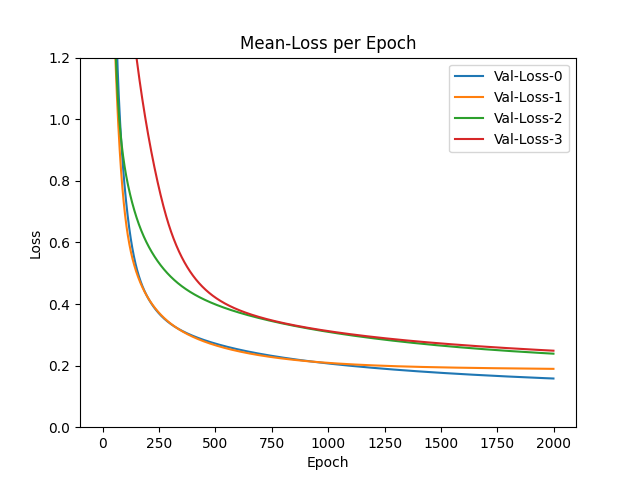 Mean-Loss per Epoch
Val-Loss-0
Val-Loss-1
Val-Loss-2
Val-Loss-3
1.2
1.0
0.8
0.6
0.4
0.2
0.0
Loss
0 250 500 750 1000 1250 1500 1750 2000
Epoch